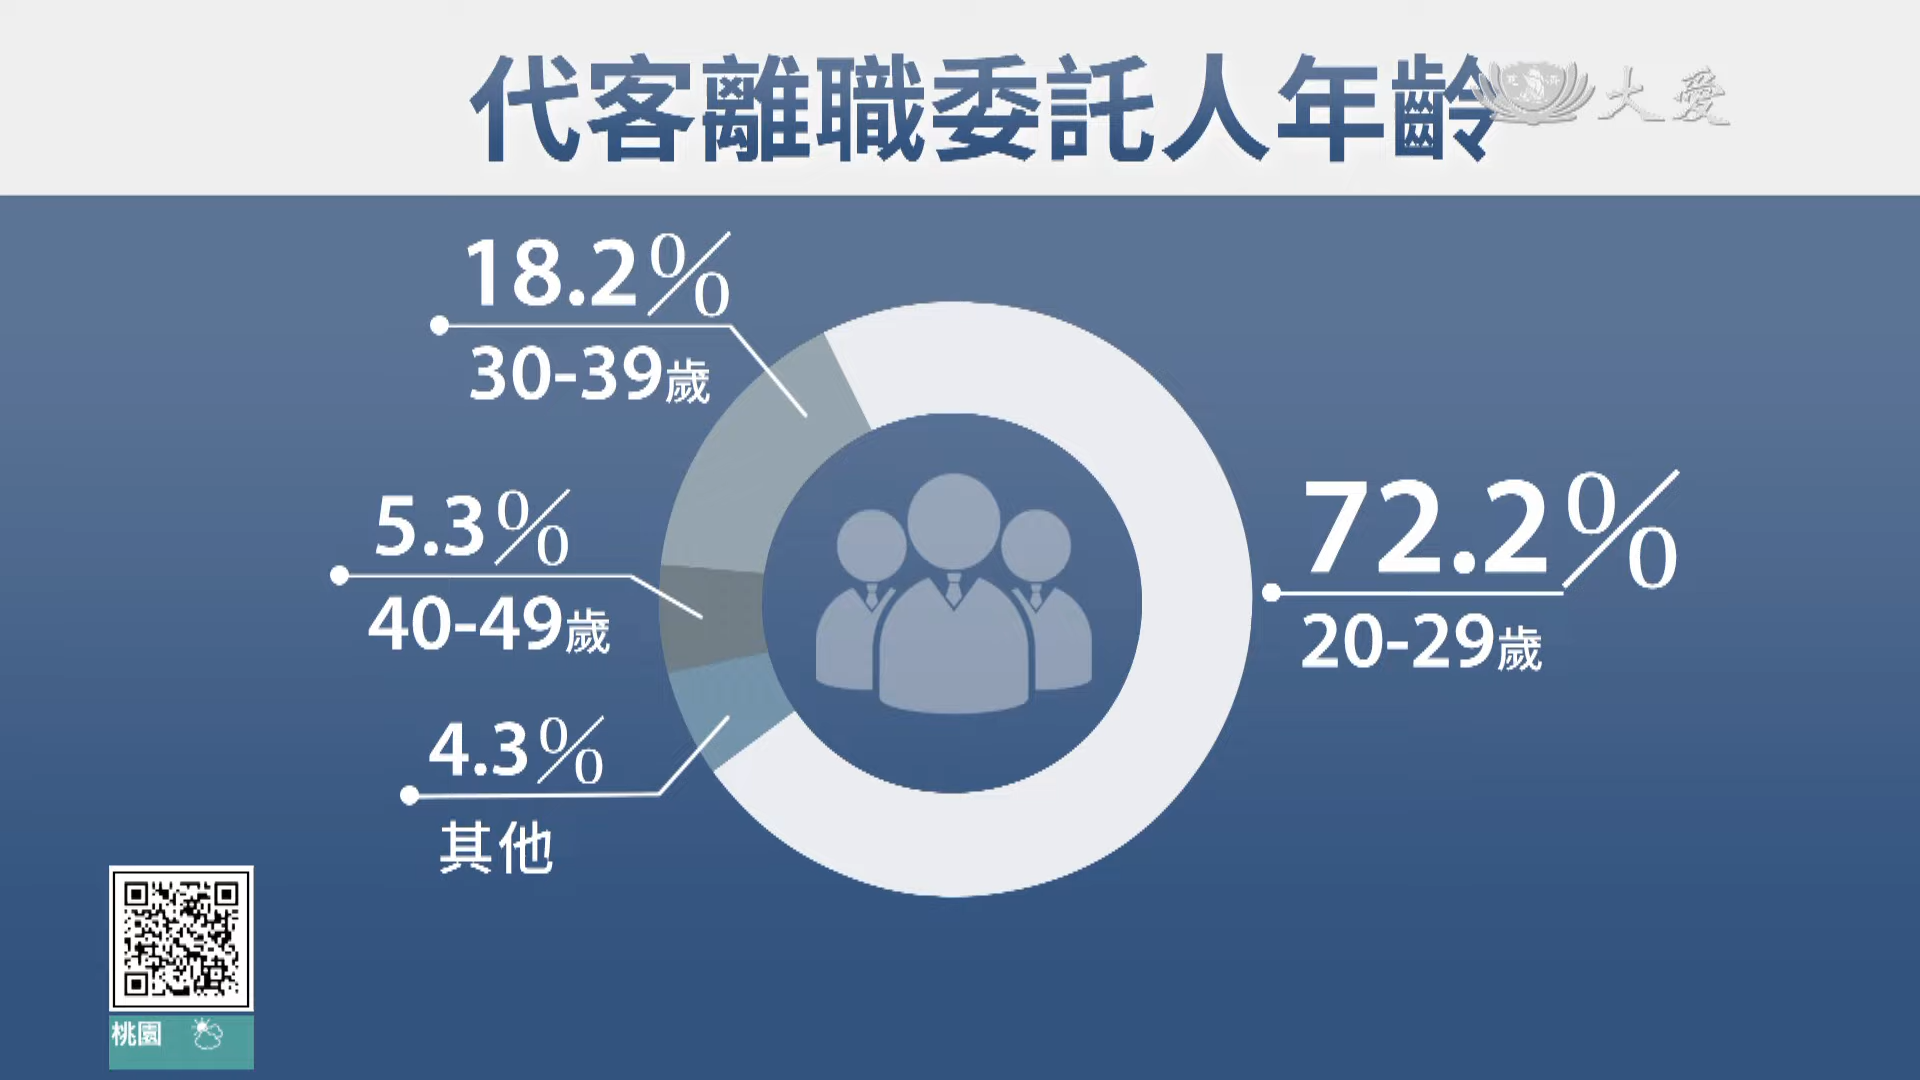 代客離職委託人年齡
大愛
18.2%
30-39歲
5.3%
40-49歲
4.3%
其他
72.2%
20-29歲
桃園